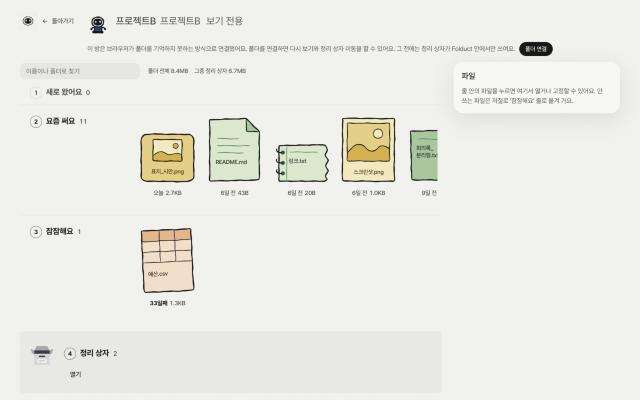 ← 돌아가기 프로젝트B 프로젝트B 보기 전용
이 방은 브라우저가 폴더를 기억하지 못하는 방식으로 연결했어요. 폴더를 연결하면 다시 보기와 정리 상자 이동을 할 수 있어요. 그 전에는 정리 상자가 Folduct 안에서만 쓰여요. 폴더 연결
이름이나 폴더로 찾기 폴더 전체 8.4MB 그중 정리 상자 6.7MB
파일
줄 안의 파일을 누르면 여기서 열거나 고정할 수 있어요. 안
쓰는 파일은 저절로 '잠잠해요' 줄로 옮겨 가요.
1 새로 왔어요 0
2 요즘 써요 11
표지_시안.png
README.md
링크.txt
스크린샷.png
회의록_
분리됨.txt
오늘 2.7KB
6일 전 43B
6일 전 20B
6일 전 1.0KB
9일 전
3 잠잠해요 1
예산.csv
33일째 1.3KB
4 정리 상자 2
열기